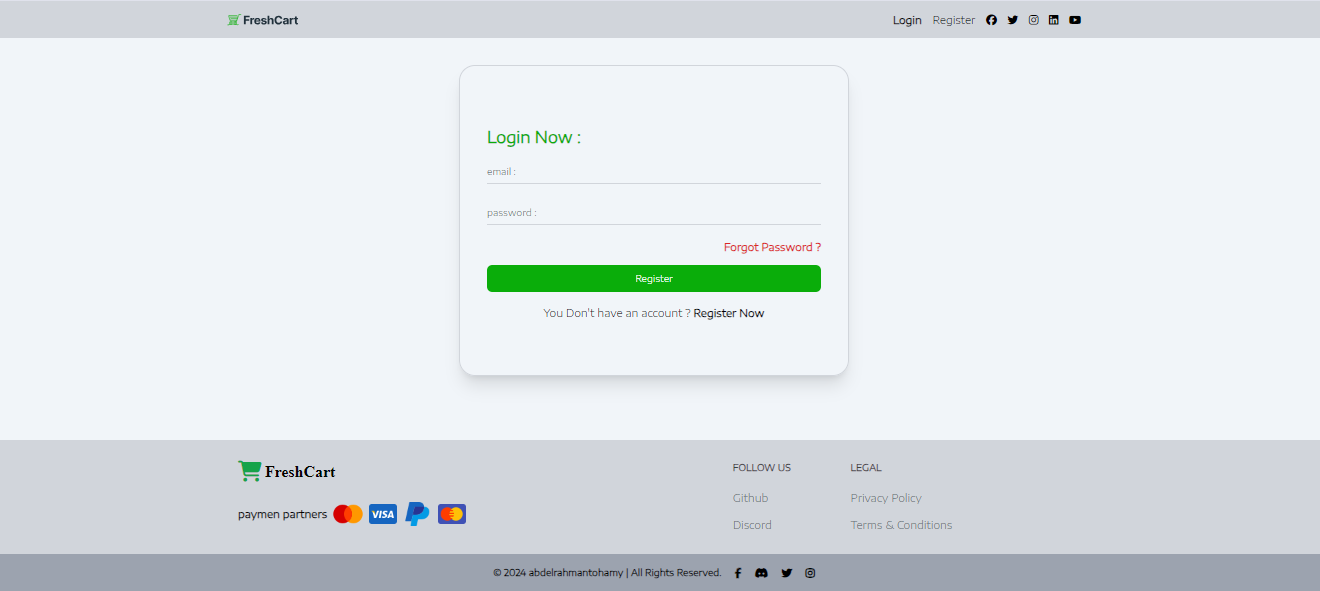 FreshCart
Login Register
Login Now :
email :
password :
Forgot Password ?
Register
You Don't have an account ? Register Now
FreshCart
paymen partners VISA
FOLLOW US
Github
Discord
LEGAL
Privacy Policy
Terms & Conditions
© 2024 abdelrahmantohamy | All Rights Reserved.